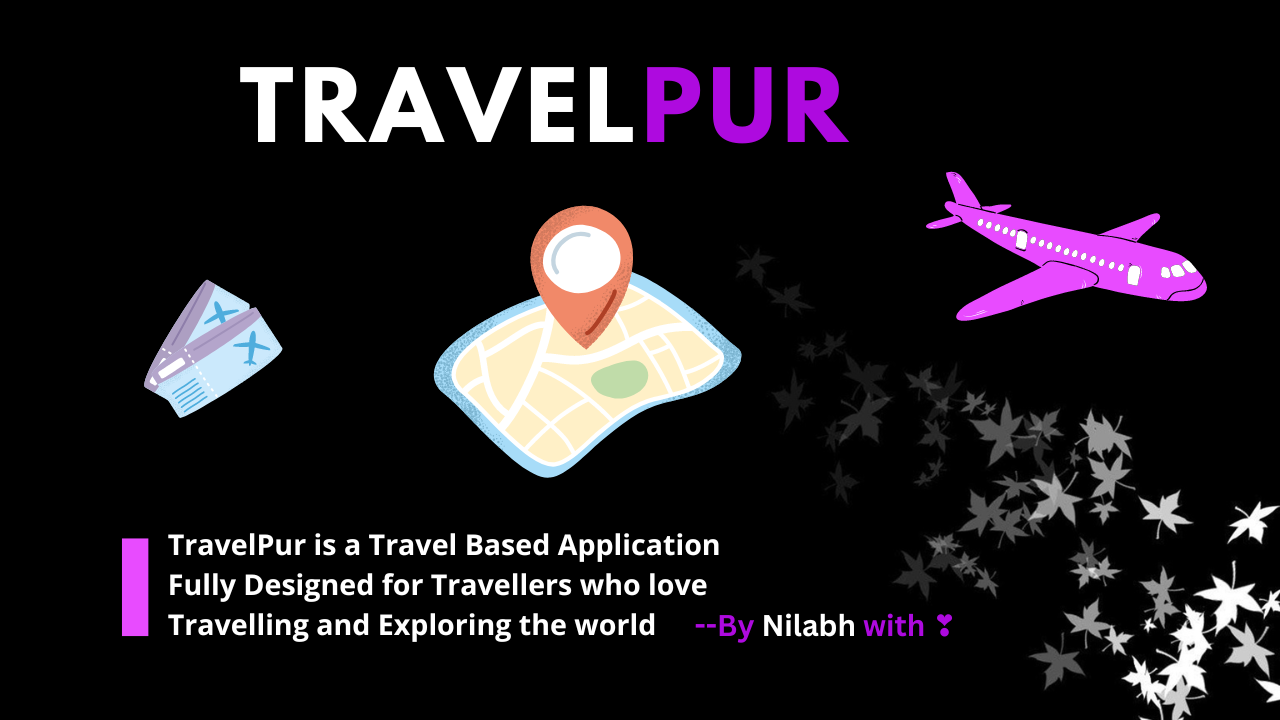 TRAVELPUR
TravelPur is a Travel Based Application
Fully Designed for Travellers who love
Travelling and Exploring the world --By Nilabh with ❣